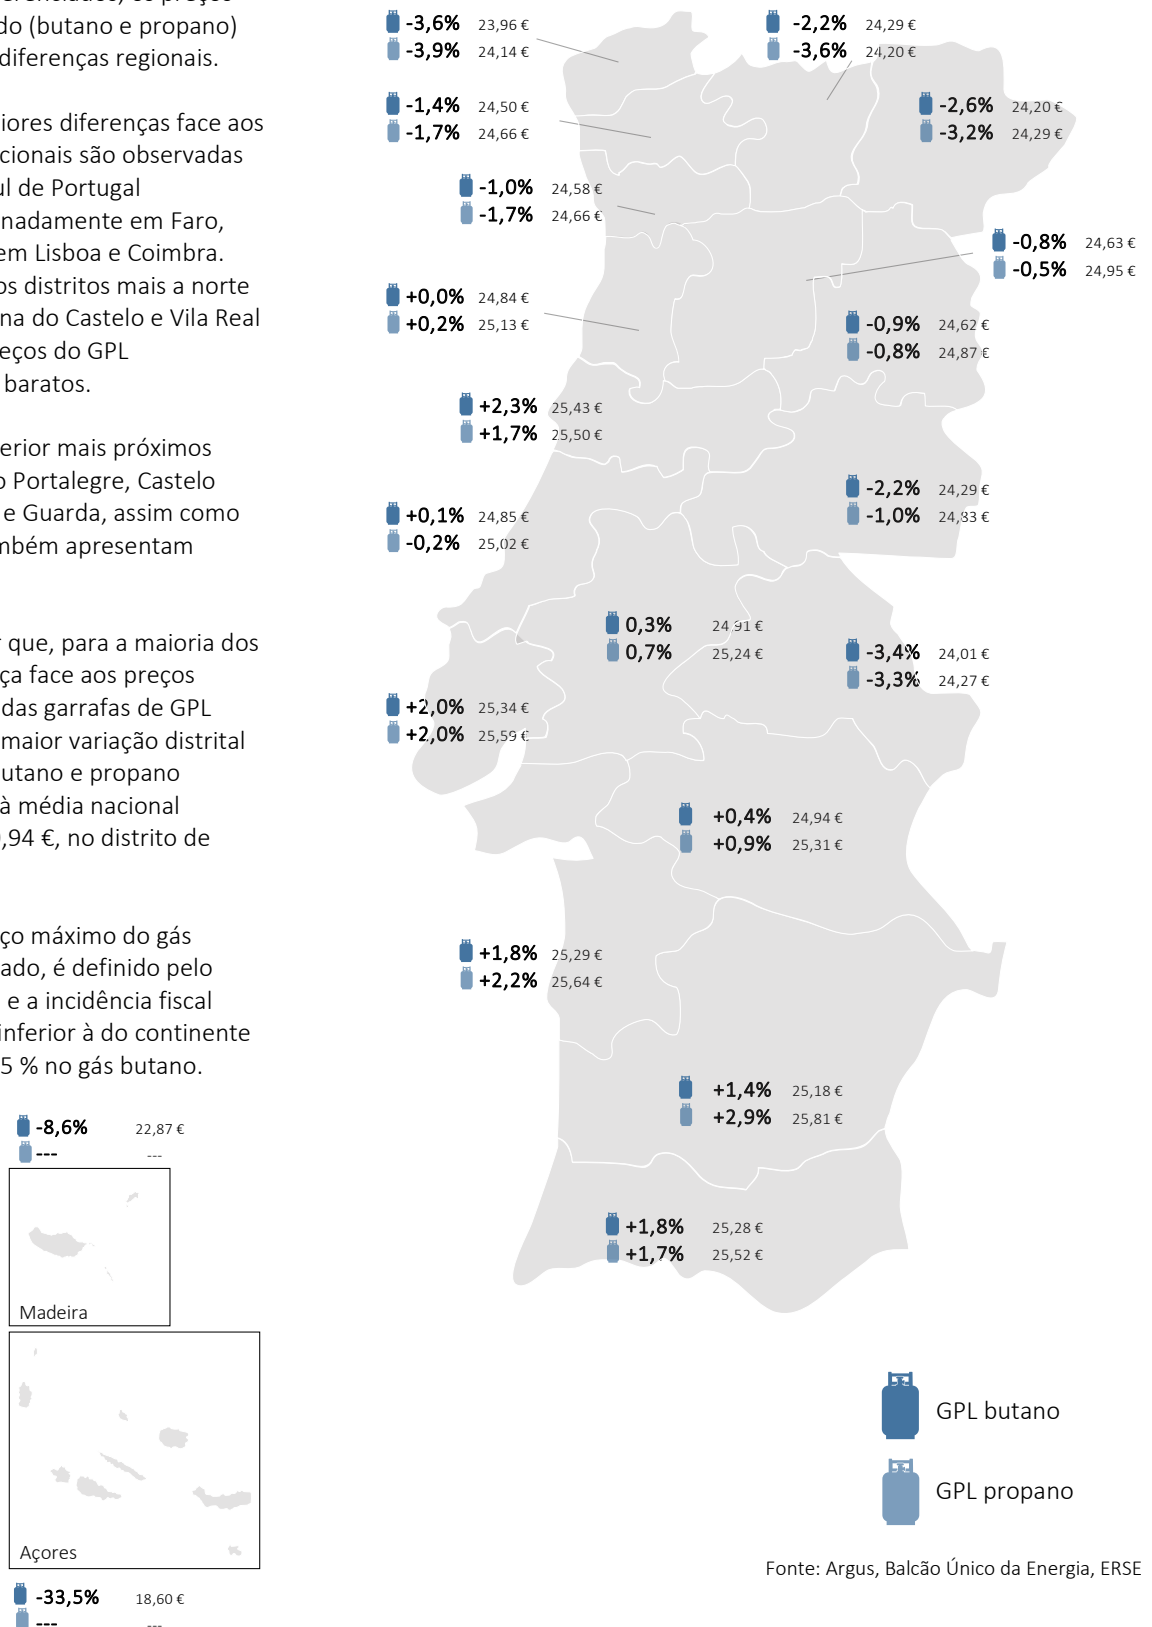 do (butano e propano)
diferenças regionais.
iores diferenças face aos
cionais são observadas
ul de Portugal
nadamente em Faro,
em Lisboa e Coimbra.
os distritos mais a norte
na do Castelo e Vila Real
eços do GPL
baratos.
erior mais próximos
o Portalegre, Castelo
e Guarda, assim como
mbém apresentam
r que, para a maioria dos
ça face aos preços
das garrafas de GPL
maior variação distrital
utano e propano
à média nacional
,94 €, no distrito de
ço máximo do gás
ado, é definido pelo
e a incidência fiscal
inferior à do continente
5 % no gás butano.
-3,6% 23,96 €
-3,9% 24,14 €
-2,2% 24,29 €
-3,6% 24,20 €
-1,4% 24,50 €
-1,7% 24,66 €
-2,6% 24,20 €
-3,2% 24,29 €
-1,0% 24,58 €
-1,7% 24,66 €
-0,8% 24,63 €
-0,5% 24,95 €
+0,0% 24,84 €
+0,2% 25,13 €
-0,9% 24,62 €
-0,8% 24,87 €
+2,3% 25,43 €
+1,7% 25,50 €
-2,2% 24,29 €
-1,0% 24,83 €
+0,1% 24,85 €
-0,2% 25,02 €
0,3% 24,91 €
0,7% 25,24 €
-3,4% 24,01 €
-3,3% 24,27 €
+2,0% 25,34 €
+2,0% 25,59 €
+0,4% 24,94 €
+0,9% 25,31 €
+1,8% 25,29 €
+2,2% 25,64 €
+1,4% 25,18 €
+2,9% 25,81 €
+1,8% 25,28 €
+1,7% 25,52 €
-8,6% 22,87 €
--- ---
Madeira
Açores
-33,5% 18,60 €
--- ---
GPL butano
GPL propano
Fonte: Argus, Balcão Único da Energia, ERSE